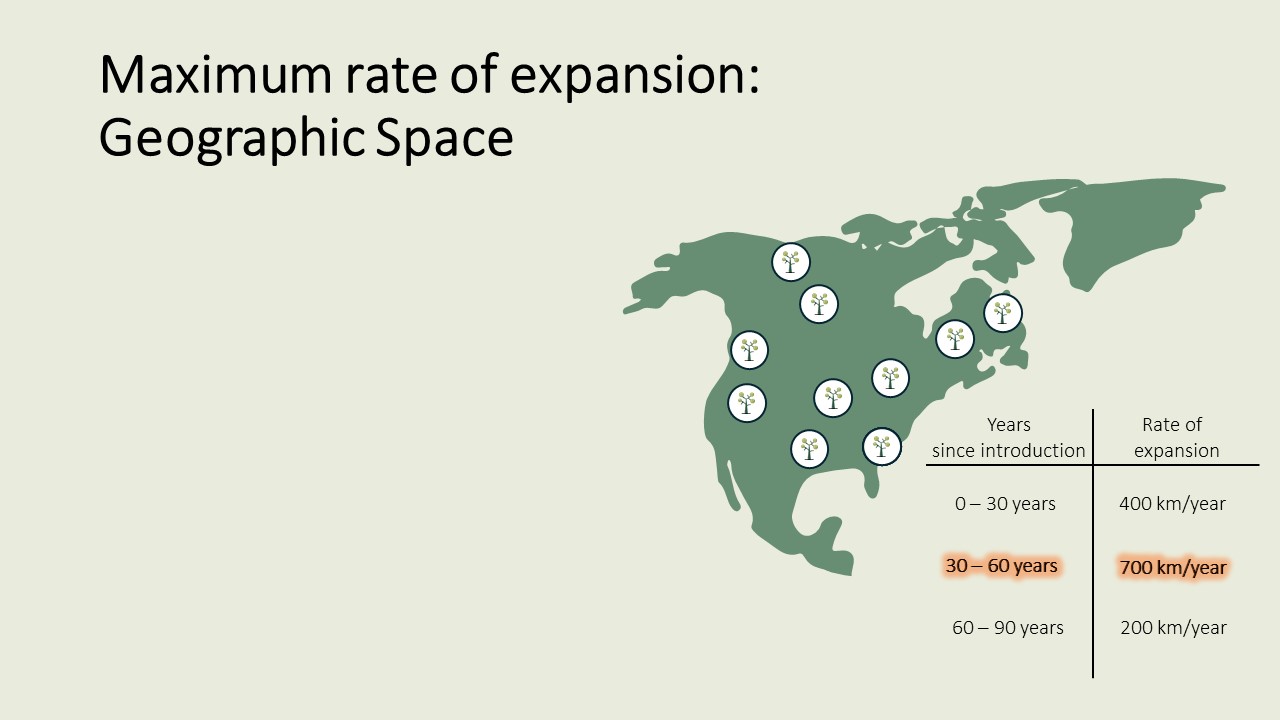 Maximum rate of expansion:
Geographic Space
Years
since introduction
Rate of
expansion
0 – 30 years
400 km/year
30 – 60 years
700 km/year
60 – 90 years
200 km/year